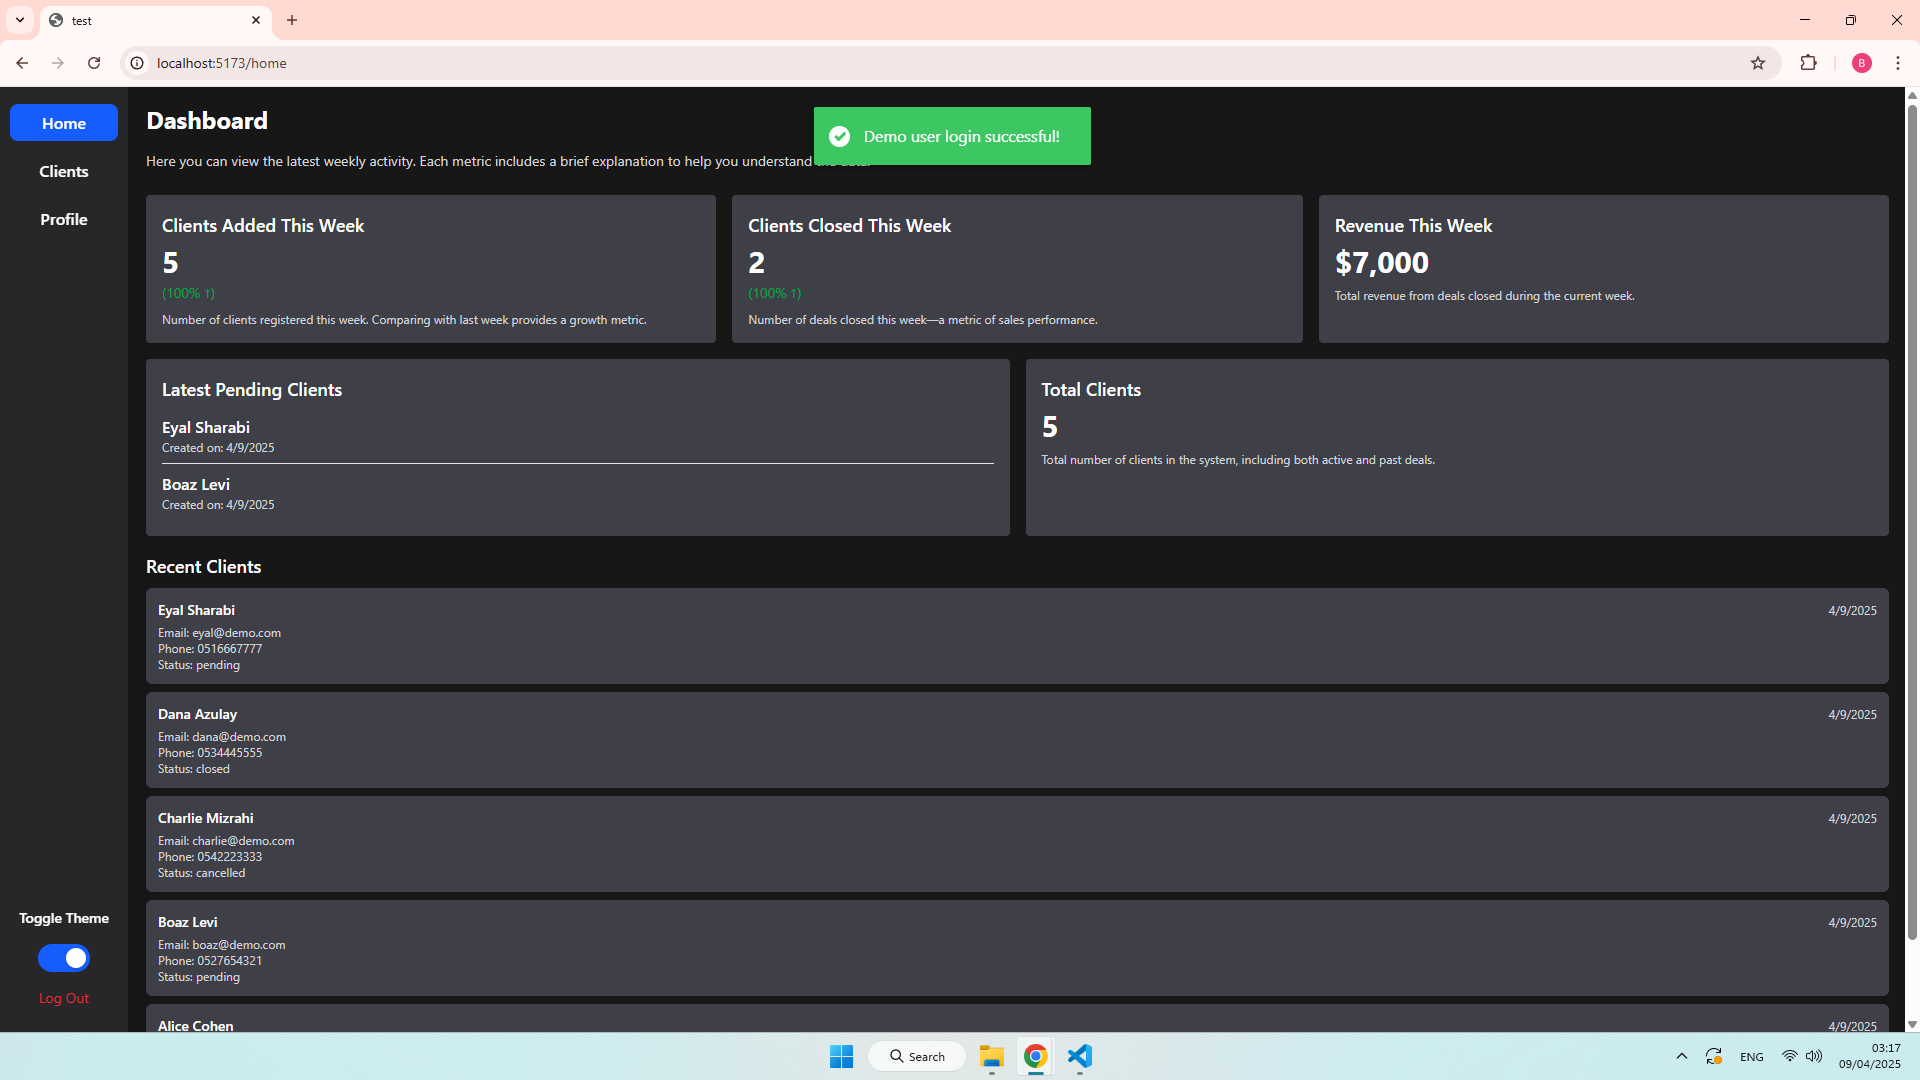 test
localhost:5173/home
B
Home
Clients
Profile
Toggle Theme
Log Out
Dashboard
Demo user login successful!
Here you can view the latest weekly activity. Each metric includes a brief explanation to help you understand
Clients Added This Week
5
(100% ↑)
Number of clients registered this week. Comparing with last week provides a growth metric.
Clients Closed This Week
2
(100% ↑)
Number of deals closed this week—a metric of sales performance.
Revenue This Week
$7,000
Total revenue from deals closed during the current week.
Latest Pending Clients
Eyal Sharabi
Created on: 4/9/2025
Boaz Levi
Created on: 4/9/2025
Total Clients
5
Total number of clients in the system, including both active and past deals.
Recent Clients
Eyal Sharabi 4/9/2025
Email: eyal@demo.com
Phone: 0516667777
Status: pending
Dana Azulay 4/9/2025
Email: dana@demo.com
Phone: 0534445555
Status: closed
Charlie Mizrahi 4/9/2025
Email: charlie@demo.com
Phone: 0542223333
Status: cancelled
Boaz Levi 4/9/2025
Email: boaz@demo.com
Phone: 0527654321
Status: pending
Alice Cohen 4/9/2025
Search
ENG
03:17
09/04/2025